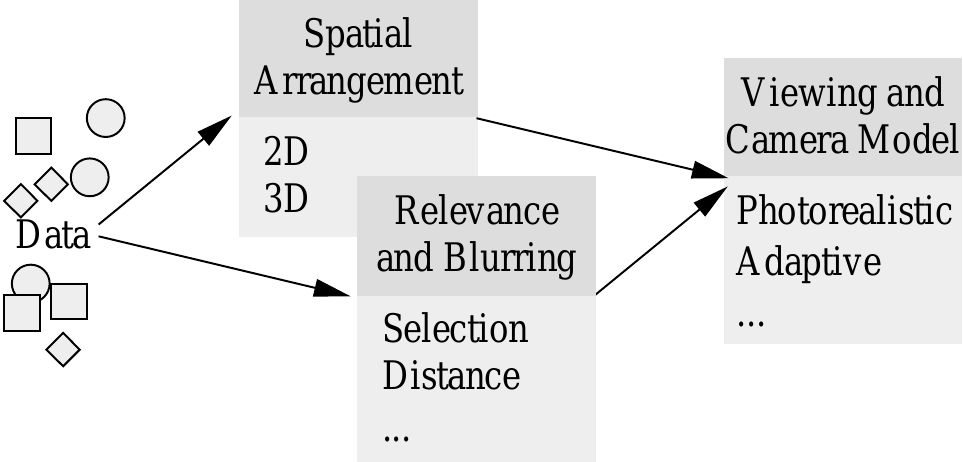 Data
Spatial
Arrangement
2D
3D
Relevance
and Blurring
Selection
Distance
...
Viewing and
Camera Model
Photorealistic
Adaptive
...